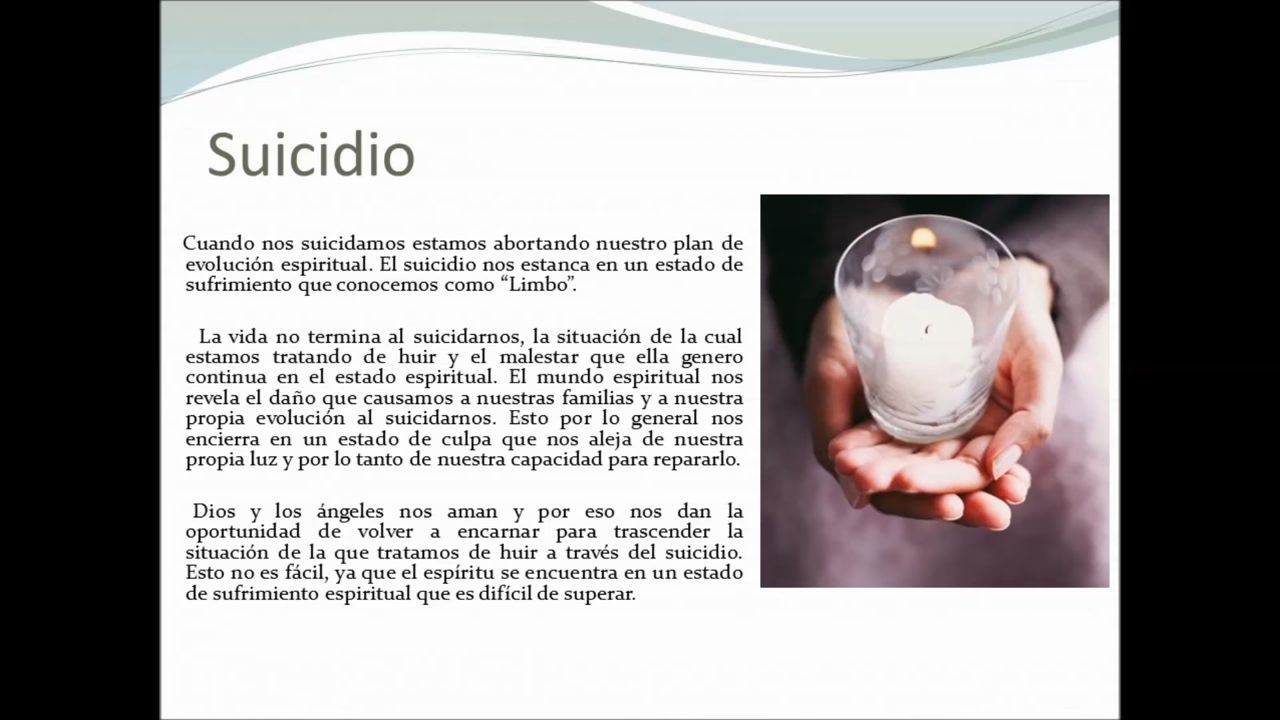 Suicidio
Cuando nos suicidamos estamos abortando nuestro plan de
evolución espiritual. El suicidio nos estanca en un estado de
sufrimiento que conocemos como “Limbo”.
La vida no termina al suicidarnos, la situación de la cual
estamos tratando de huir y el malestar que ella genero
continua en el estado espiritual. El mundo espiritual nos
revela el daño que causamos a nuestras familias y a nuestra
propia evolución al suicidarnos. Esto por lo general nos
encierra en un estado de culpa que nos aleja de nuestra
propia luz y por lo tanto de nuestra capacidad para repararlo.
Dios y los ángeles nos aman y por eso nos dan la
oportunidad de volver a encarnar para trascender la
situación de la que tratamos de huir a través del suicidio.
Esto no es fácil, ya que el espíritu se encuentra en un estado
de sufrimiento espiritual que es difícil de superar.